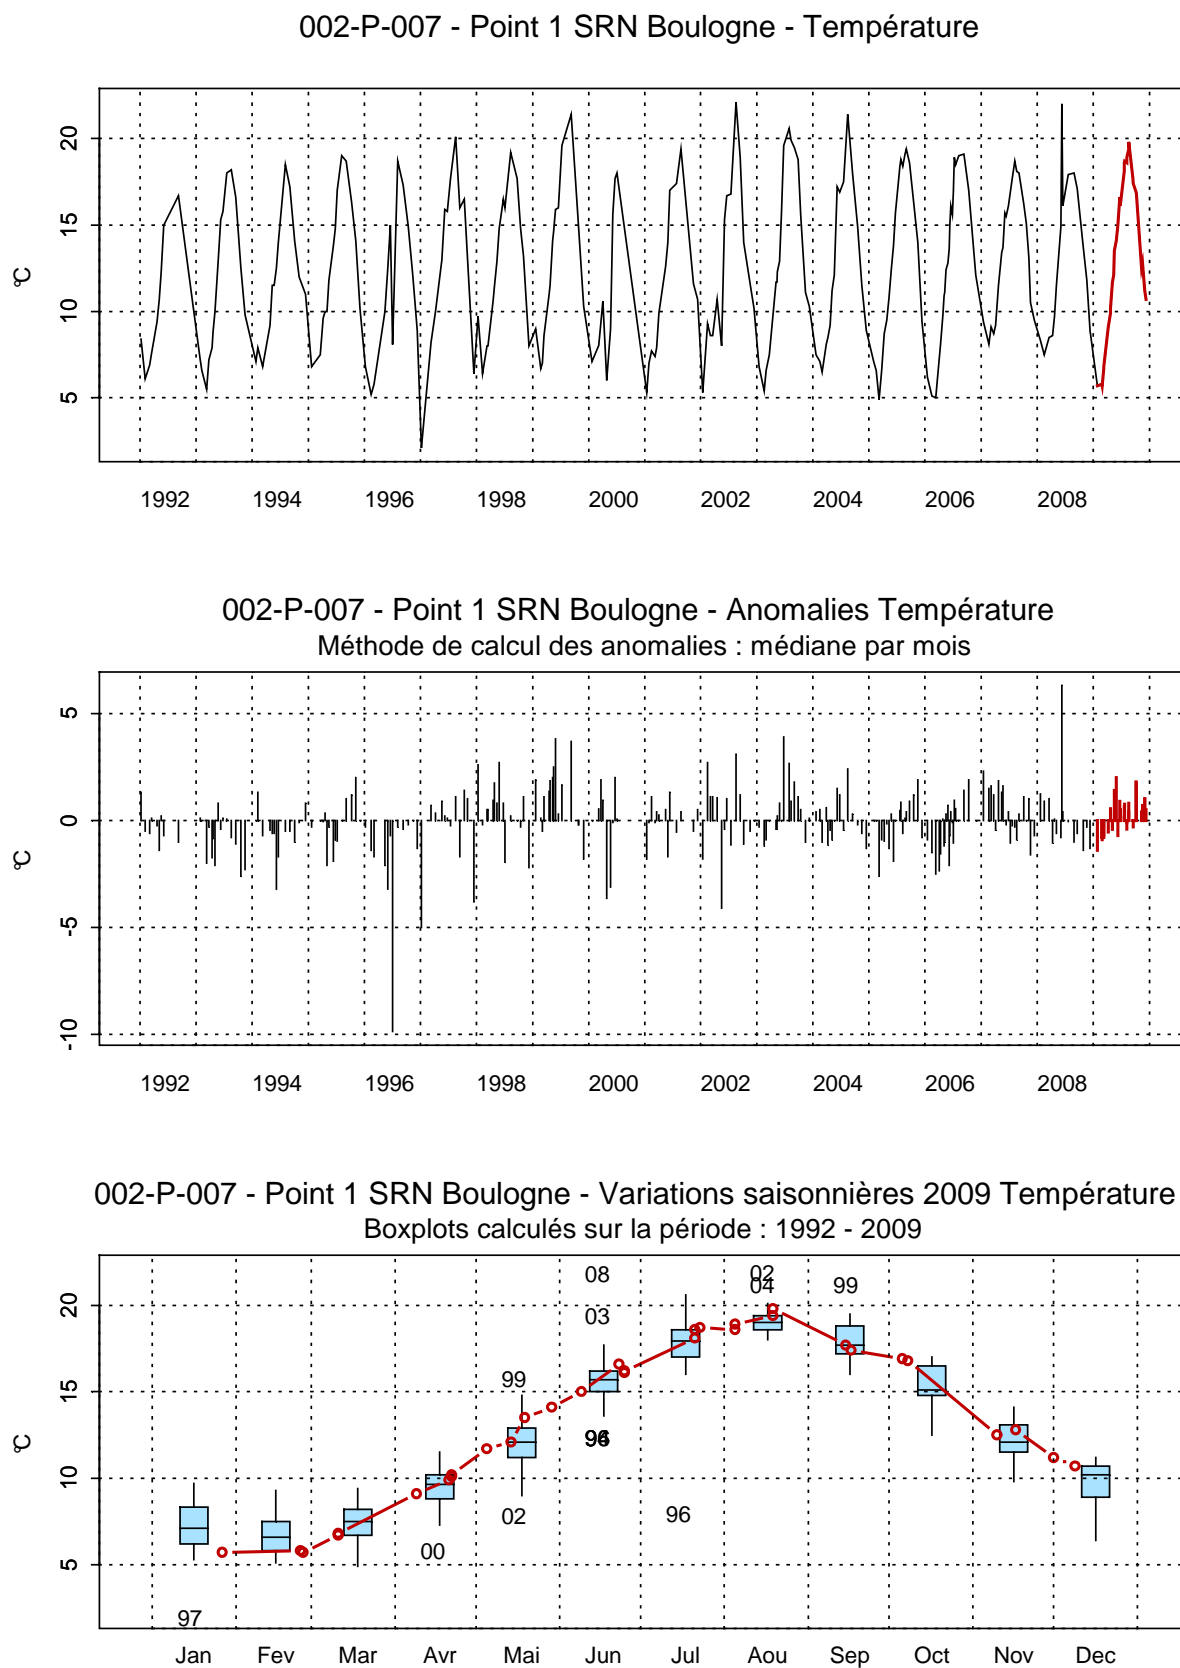 002-P-007 - Point 1 SRN Boulogne - Température
20
15
10
5
°C
1992 1994 1996 1998 2000 2002 2004 2006 2008
002-P-007 - Point 1 SRN Boulogne - Anomalies Température
Méthode de calcul des anomalies : médiane par mois
5
0
-5
-10
°C
1992 1994 1996 1998 2000 2002 2004 2006 2008
002-P-007 - Point 1 SRN Boulogne - Variations saisonnières 2009 Température
Boxplots calculés sur la période : 1992 - 2009
08 02
04 99
20 03
99
15
96
10
02 96
00
5
97
°C
Jan Fev Mar Avr Mai Jun Jul Aou Sep Oct Nov Dec